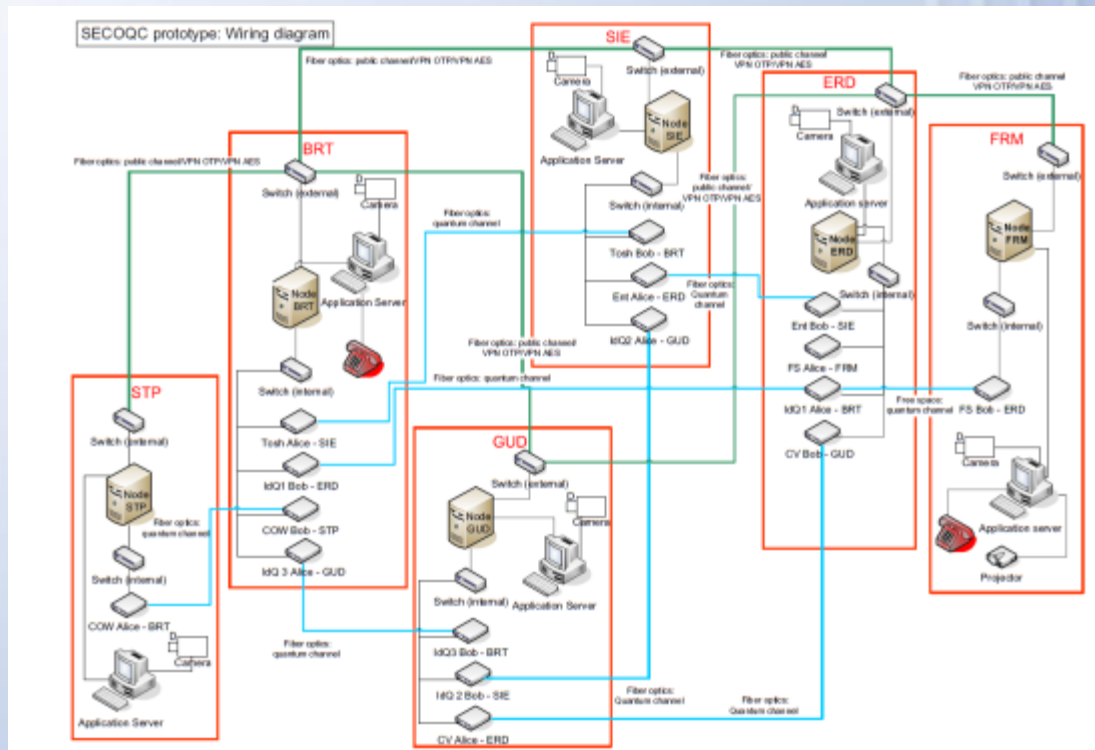 SECOQC prototype: Wiring diagram
SIE
Switch (external)
Camera
Node
SIE
Application Server
Switch (internal)
Tosh Bob - BRT
Ent Alice - ERD
IdQ2 Alice - GUD
Fiber optics: public channel/VPN OTP/VPN AES
Fiber optics: public channel/
VPN OTP/VPN AES
ERD
Switch (external)
Camera
Application server
Node
ERD
Switch (internal)
Ent Bob - SIE
FS Alice - FRM
IdQ1 Alice - BRT
CV Bob - GUD
Fiber optics: public channel
VPN OTP/VPN AES
FRM
Switch (external)
Node
FRM
Switch (internal)
FS Bob - ERD
Camera
Application server
Projector
Free space:
quantum channel
Fiber optics: public channel/VPN OTP/VPN AES
BRT
Switch (external)
Camera
Node
BRT
Application Server
Switch (internal)
Tosh Alice - SIE
IdQ1 Bob - ERD
COW Bob - STP
IdQ 3 Alice - GUD
Fiber optics:
quantum channel
Fiber optics:
public channel/
VPN OTP/VPN AES
Fiber optics:
Quantum
channel
Fiber optics: public channel/
VPN OTP/VPN AES
Fiber optics: quantum channel
STP
Switch (external)
Node
STP
Switch (internal)
COW Alice - BRT
Camera
Application Server
Fiber optics:
quantum channel
GUD
Switch (external)
Camera
Node
GUD
Application Server
Switch (internal)
IdQ3 Bob - BRT
IdQ 2 Bob - SIE
CV Alice - ERD
Fiber optics:
quantum channel
Fiber optics:
Quantum channel
Fiber optics:
Quantum channel